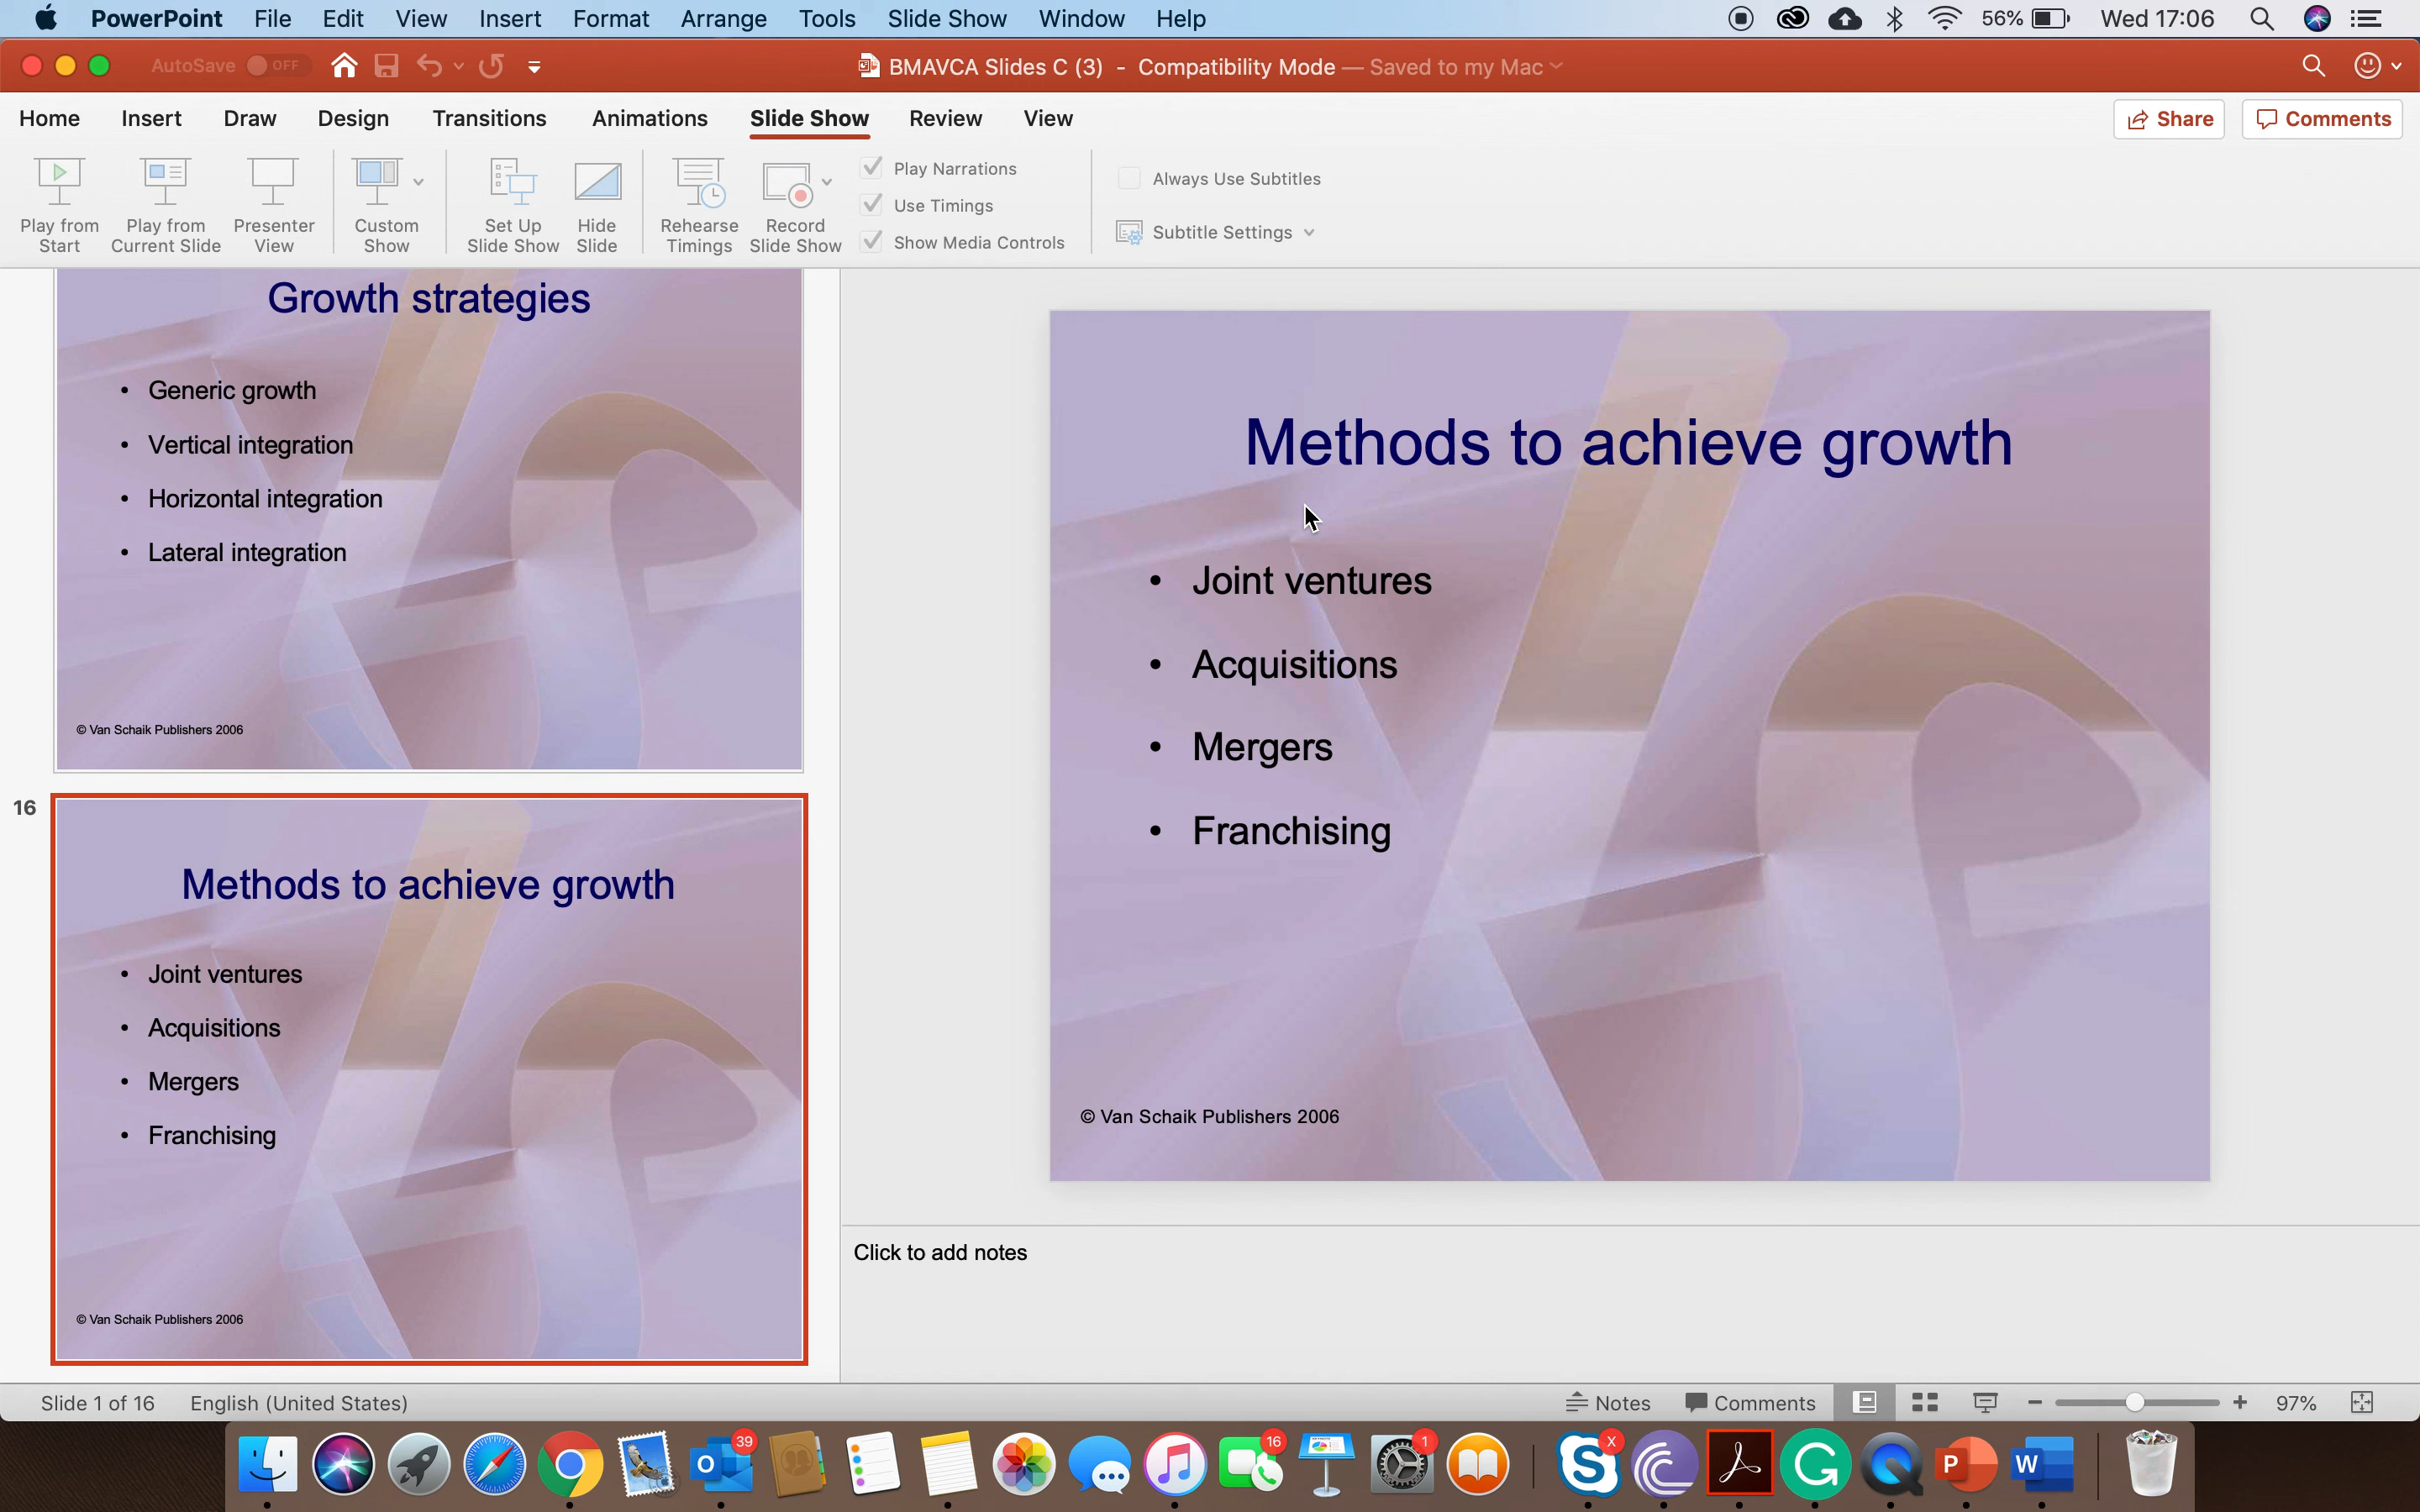 PowerPoint File Edit View Insert Format Arrange Tools Slide Show Window Help 56% Wed 17:06
AutoSave OFF BMAVCA Slides C (3) - Compatibility Mode — Saved to my Mac
Home Insert Draw Design Transitions Animations Slide Show Review View Share Comments
Play from Start
Play from Current Slide
Presenter View
Custom Show
Set Up Slide Show
Hide Slide
Rehearse Timings
Record Slide Show
Play Narrations
Use Timings
Show Media Controls
Always Use Subtitles
Subtitle Settings
Growth strategies
• Generic growth
• Vertical integration
• Horizontal integration
• Lateral integration
© Van Schaik Publishers 2006
16
Methods to achieve growth
• Joint ventures
• Acquisitions
• Mergers
• Franchising
© Van Schaik Publishers 2006
Methods to achieve growth
• Joint ventures
• Acquisitions
• Mergers
• Franchising
© Van Schaik Publishers 2006
Click to add notes
Slide 1 of 16 English (United States) Notes Comments 97%
39 16 1 X P W